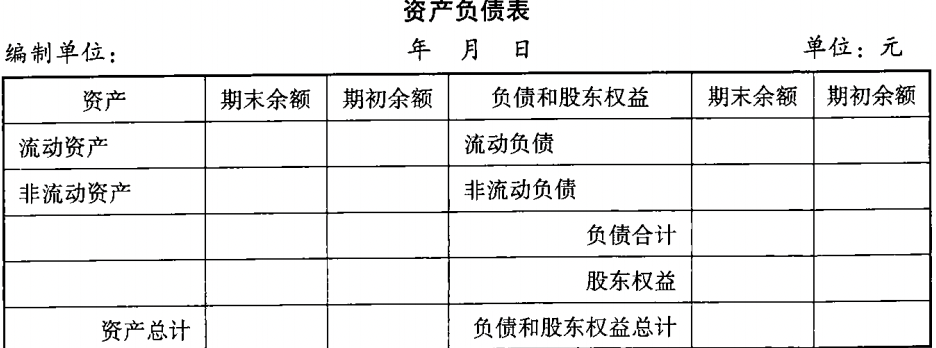 资产负债表
编制单位： 年 月 日 单位：元
资产 期末余额 期初余额 负债和股东权益 期末余额 期初余额
流动资产 流动负债
非流动资产 非流动负债
负债合计
股东权益
资产总计 负债和股东权益总计